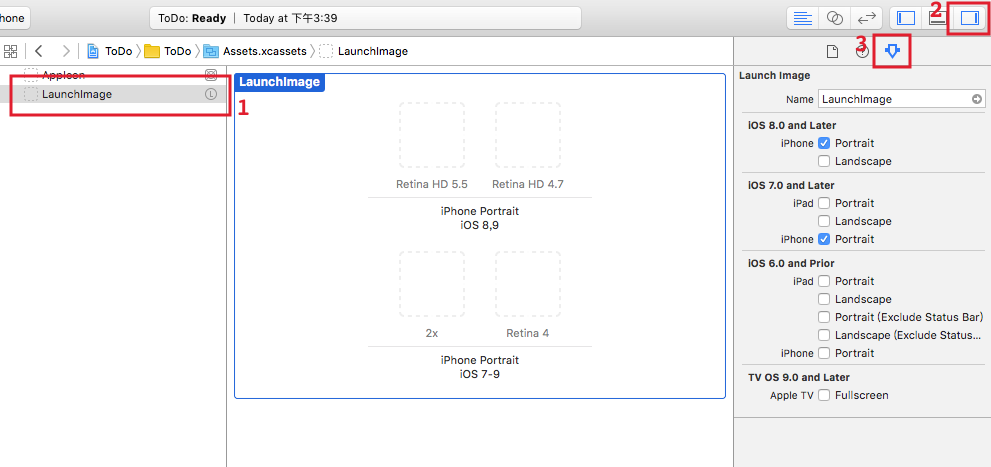 hone
ToDo: Ready | Today at 下午3:39
2
ToDo ToDo Assets.xcassets LaunchImage
3
AppIcon
LaunchImage L
1
LaunchImage
Retina HD 5.5 Retina HD 4.7
iPhone Portrait
iOS 8,9
2x Retina 4
iPhone Portrait
iOS 7-9
Launch Image
Name LaunchImage
iOS 8.0 and Later
iPhone Portrait
Landscape
iOS 7.0 and Later
iPad Portrait
Landscape
iPhone Portrait
iOS 6.0 and Prior
iPad Portrait
Landscape
Portrait (Exclude Status Bar)
Landscape (Exclude Status...
iPhone Portrait
TV OS 9.0 and Later
Apple TV Fullscreen